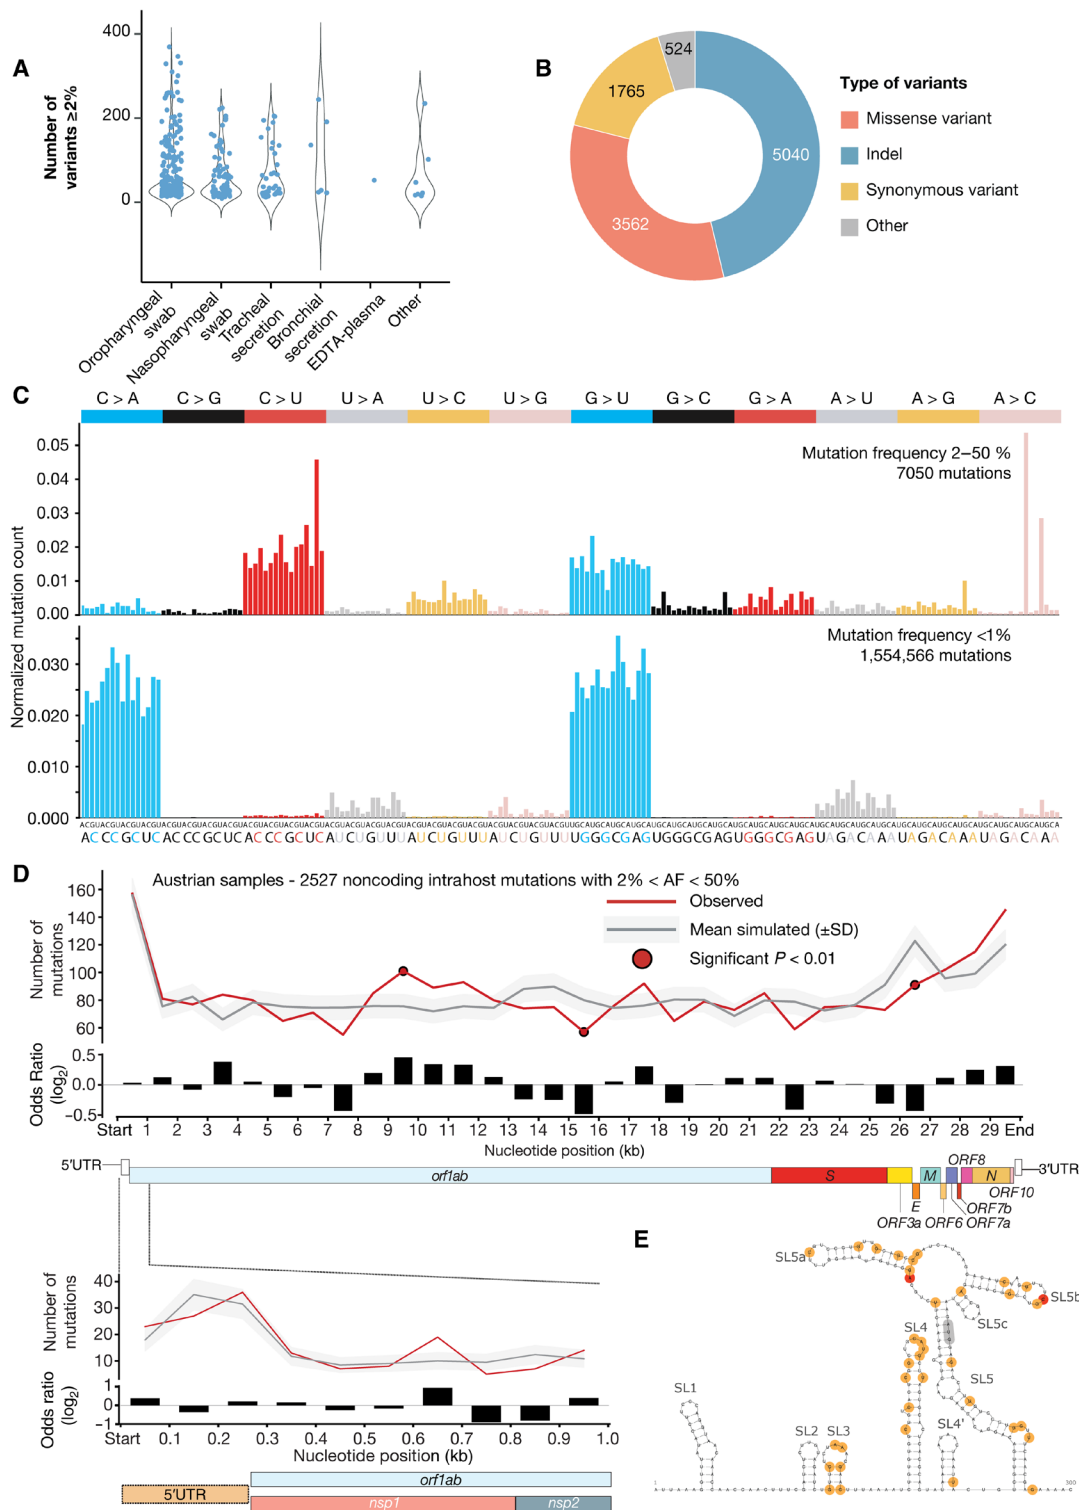 A
Number of
variants ≥2%
400
200
0
Oropharyngeal
swab
Nasopharyngeal
swab
Tracheal
secretion
Bronchial
secretion
EDTA-plasma
Other
B
524
1765
5040
3562
Type of variants
Missense variant
Indel
Synonymous variant
Other
C
C > A C > G C > U U > A U > C U > G G > U G > C G > A A > U A > G A > C
Normalized mutation count
0.05
0.04
0.03
0.02
0.01
0.00
Mutation frequency 2–50 %
7050 mutations
0.030
0.020
0.010
0.000
Mutation frequency <1%
1,554,566 mutations
ACGUACGUACGUACGUACGUACGUACGUACGUACGUACGUACGUACGUACGUACGUACGUACGUACGUACGUACGUACGUACGUACGUACGUACGUUGCAUGCAUGCAUGCAUGCAUGCAUGCAUGCAUGCAUGCAUGCAUGCAUGCAUGCAUGCAUGCAUGCAUGCAUGCAUGCAUGCAUGCAUGCAUGCA
ACCCGCUCACCCGCUCACCCGCUCAUCUGUUUAUCUGUUUAUCUGUUUUGGGCGAGUGGGCGAGUGGGCGAGUAGACAAAUAGACAAAUAGACAAA
D
Austrian samples - 2527 noncoding intrahost mutations with 2% < AF < 50%
Observed
Mean simulated (±SD)
Significant P < 0.01
Number of
mutations
160
140
120
100
80
60
Odds Ratio
(log2)
0.5
0.0
−0.5
Start 1 2 3 4 5 6 7 8 9 10 11 12 13 14 15 16 17 18 19 20 21 22 23 24 25 26 27 28 29 End
Nucleotide position (kb)
5′UTR
orf1ab
S
E
ORF3a
M
ORF6
ORF7a
ORF7b
ORF8
N
ORF10
3′UTR
Number of
mutations
40
30
20
10
Odds ratio
(log2)
1
0
−1
Start 0.1 0.2 0.3 0.4 0.5 0.6 0.7 0.8 0.9 1.0
Nucleotide position (kb)
orf1ab
5′UTR
nsp1
nsp2
E
SL5a
SL5b
SL5c
SL4
SL5
SL1
SL2
SL3
SL4'
1
300